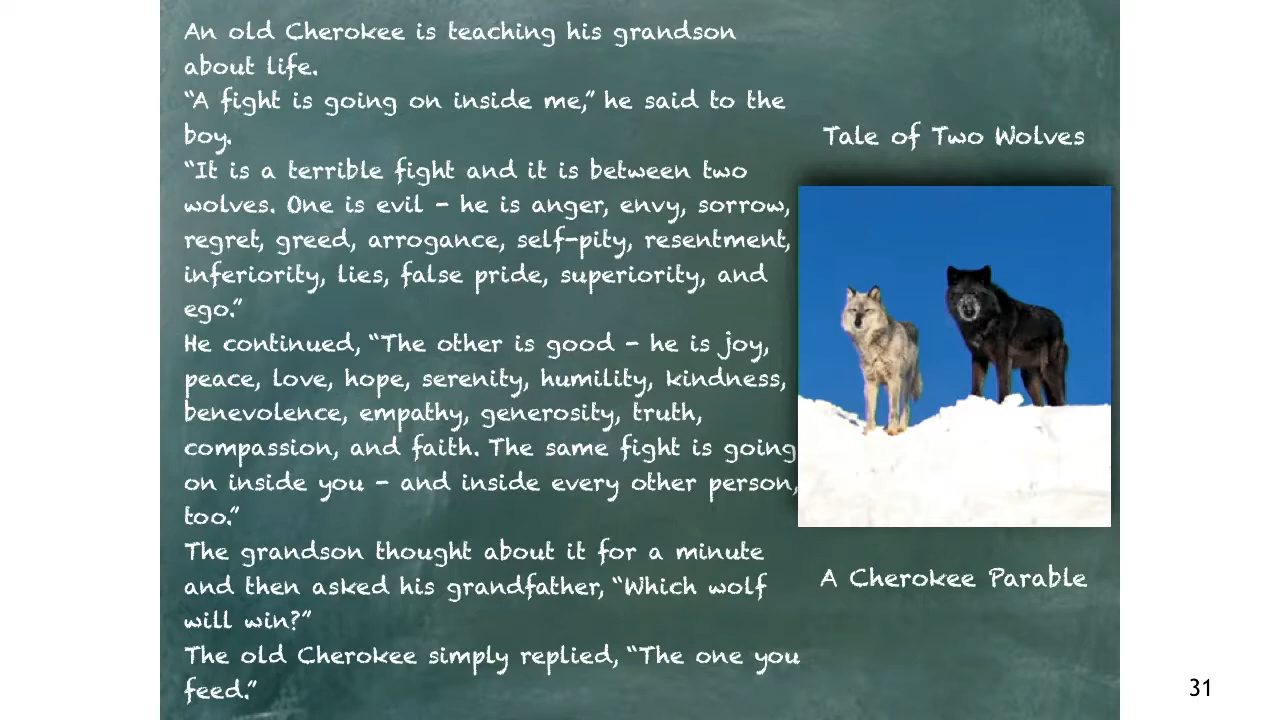 An old Cherokee is teaching his grandson
about life.
“A fight is going on inside me,” he said to the
boy.
“It is a terrible fight and it is between two
wolves. One is evil - he is anger, envy, sorrow,
regret, greed, arrogance, self-pity, resentment,
inferiority, lies, false pride, superiority, and
ego.”
He continued, “The other is good - he is joy,
peace, love, hope, serenity, humility, kindness,
benevolence, empathy, generosity, truth,
compassion, and faith. The same fight is going
on inside you - and inside every other person,
too.”
The grandson thought about it for a minute
and then asked his grandfather, “Which wolf
will win?”
The old Cherokee simply replied, “The one you
feed.”
Tale of Two Wolves
A Cherokee Parable
31